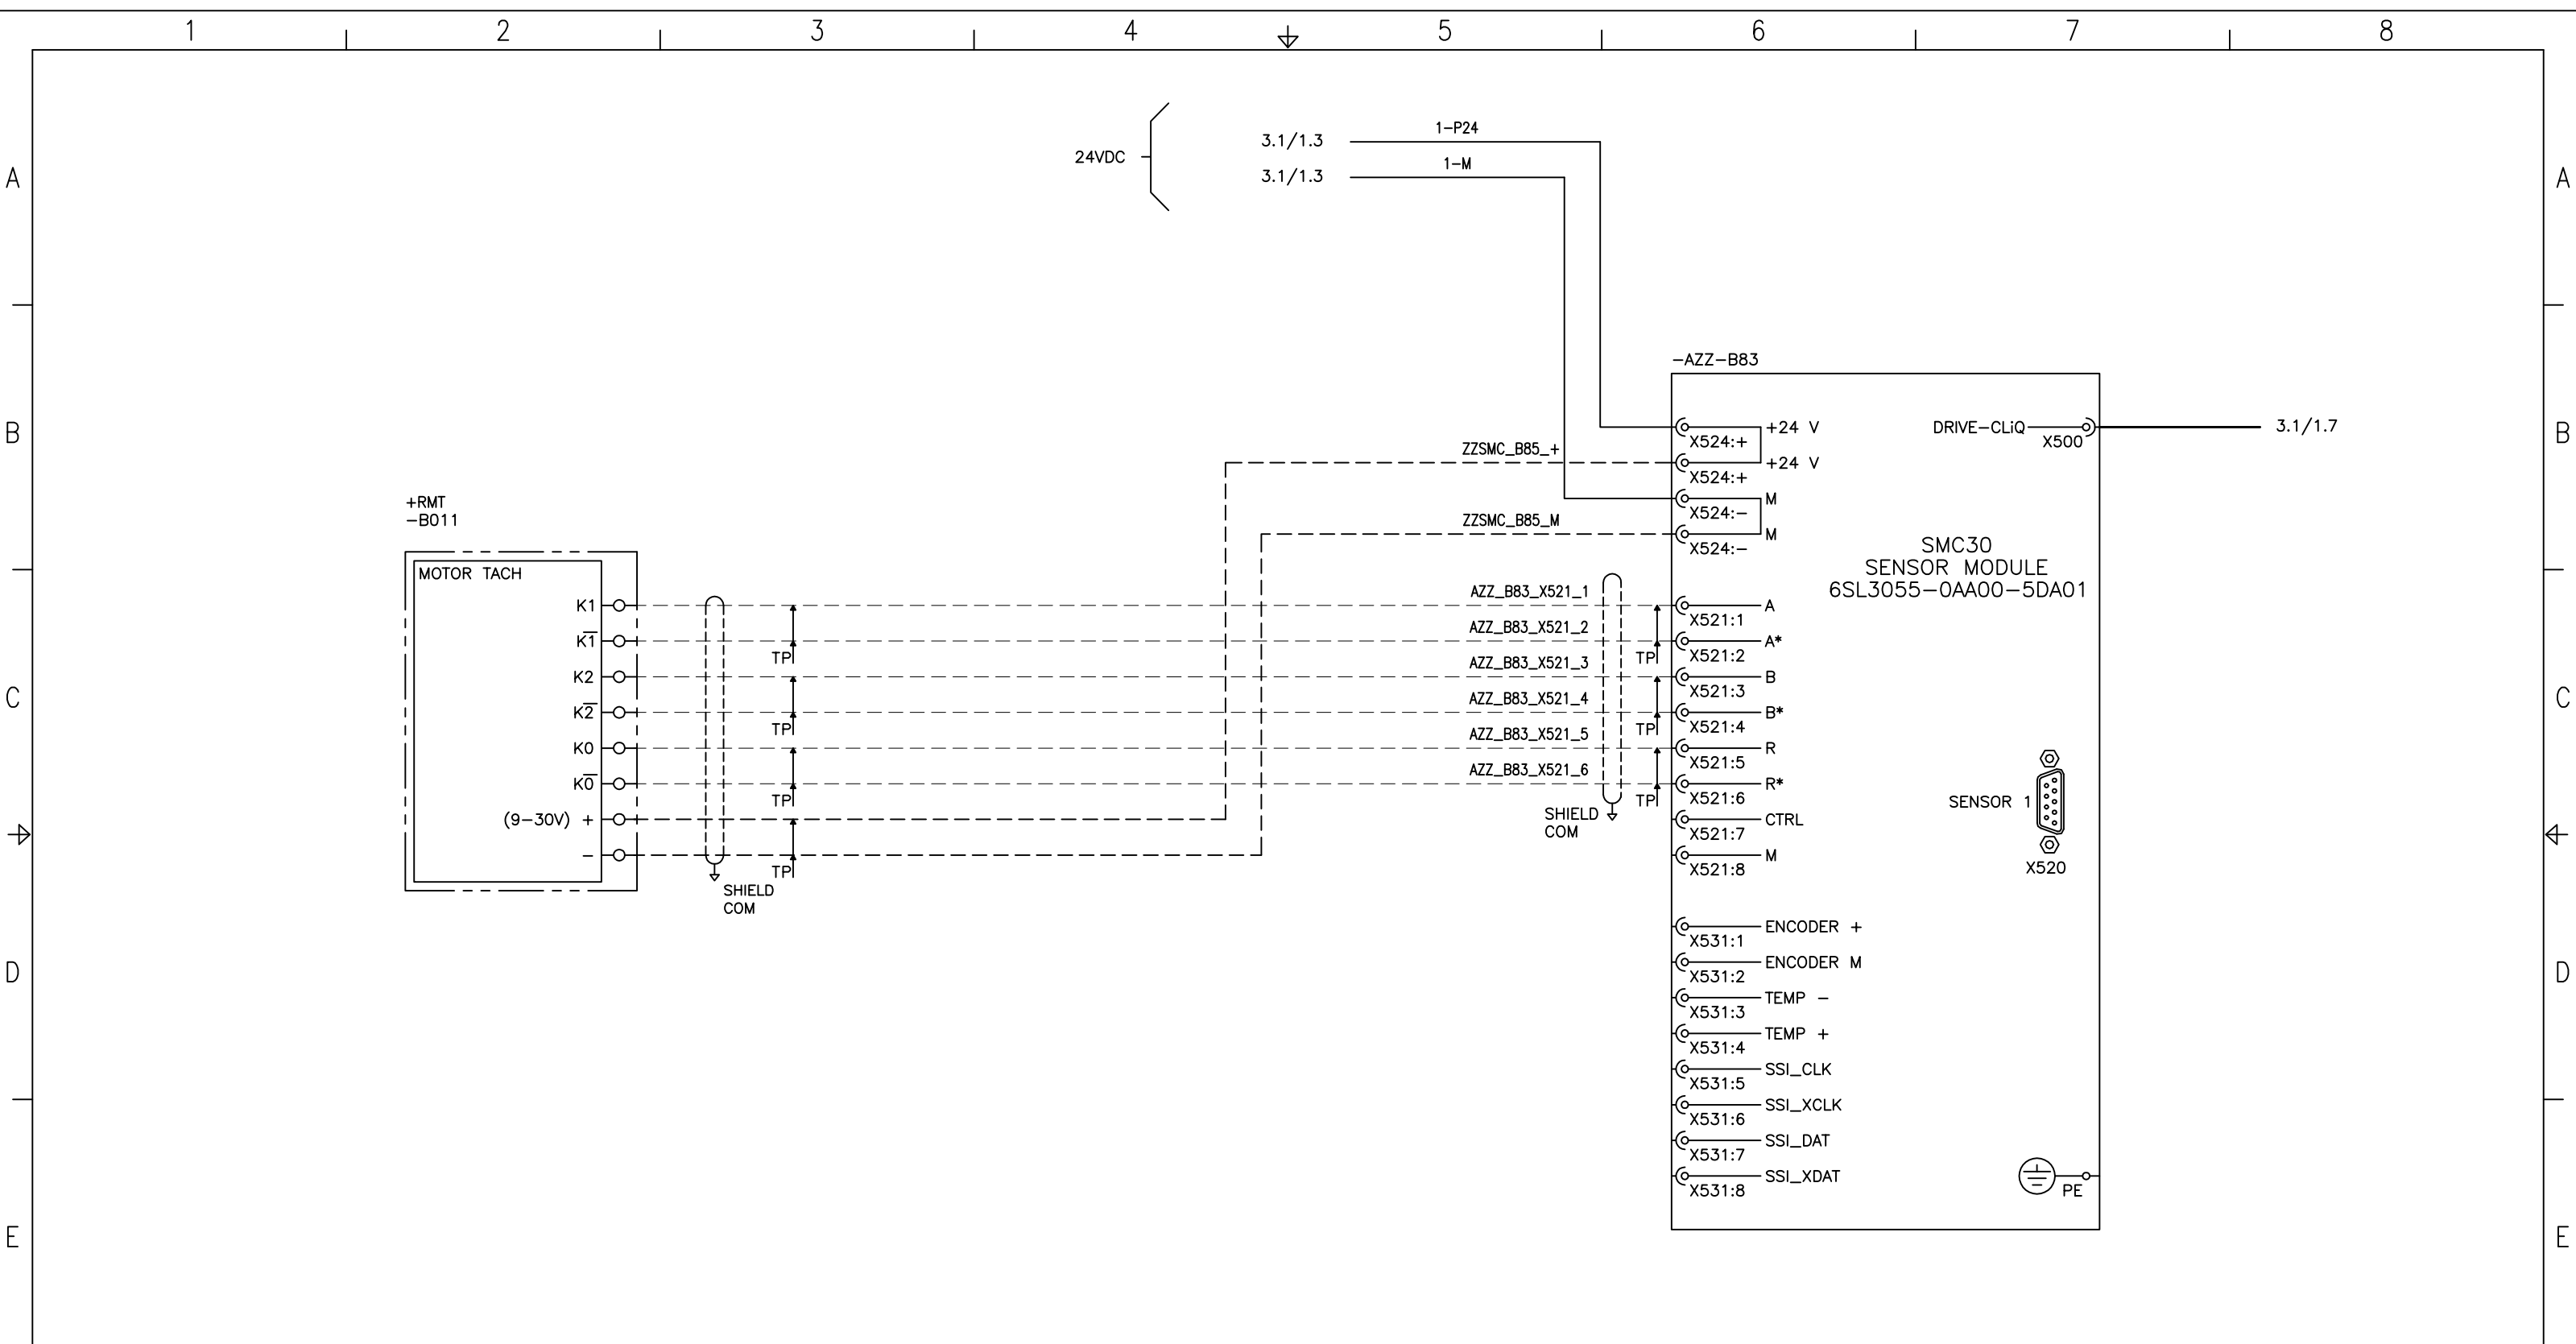 1 2 3 4 5 6 7 8
A A
1-P24
3.1/1.3
24VDC
1-M
3.1/1.3
-AZZ-B83
B B
+24 V
DRIVE-CLiQ
X500
3.1/1.7
X524:+
ZZSMC_B85_+
+24 V
X524:+
M
X524:-
ZZSMC_B85_M
M
X524:-
SMC30
SENSOR MODULE
6SL3055-0AA00-5DA01
+RMT
-B011
MOTOR TACH
K1
AZZ_B83_X521_1
A
X521:1
K̅1̅
AZZ_B83_X521_2
A*
TP
TP
X521:2
K2
AZZ_B83_X521_3
B
X521:3
C C
K2̅
AZZ_B83_X521_4
B*
TP
TP
X521:4
K0
AZZ_B83_X521_5
R
X521:5
K0̅
AZZ_B83_X521_6
R*
TP
TP
X521:6
SENSOR 1
X520
(9-30V) +
SHIELD
COM
CTRL
X521:7
-
M
X521:8
TP
SHIELD
COM
ENCODER +
X531:1
D D
ENCODER M
X531:2
TEMP -
X531:3
TEMP +
X531:4
SSI_CLK
X531:5
SSI_XCLK
X531:6
SSI_DAT
X531:7
SSI_XDAT
X531:8
PE
E E